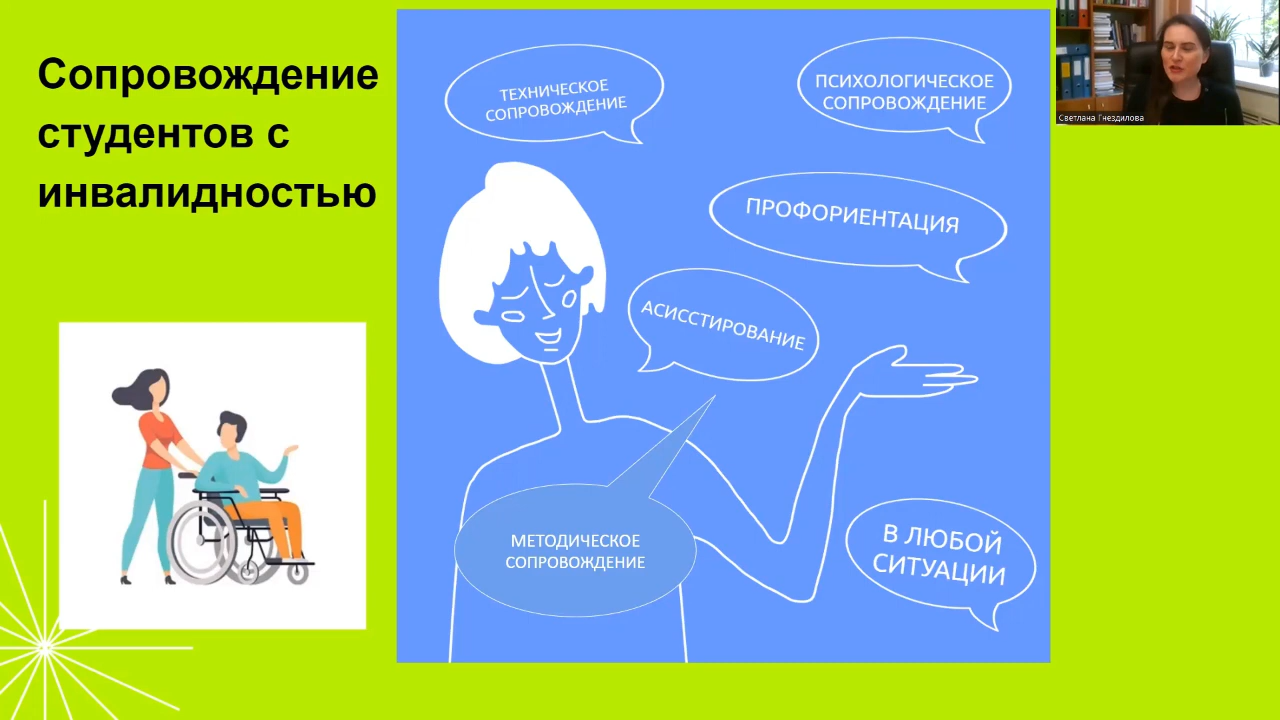 Сопровождение
студентов с
инвалидностью
ТЕХНИЧЕСКОЕ
СОПРОВОЖДЕНИЕ
ПСИХОЛОГИЧЕСКОЕ
СОПРОВОЖДЕНИЕ
ПРОФОРИЕНТАЦИЯ
АСИССТИРОВАНИЕ
МЕТОДИЧЕСКОЕ
СОПРОВОЖДЕНИЕ
В ЛЮБОЙ
СИТУАЦИИ
Светлана Гнездилова